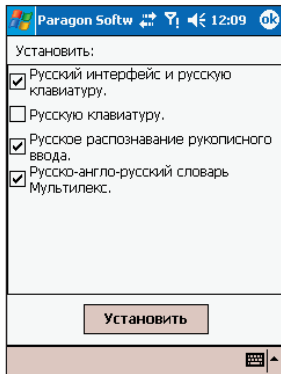 Paragon Softw 12:09 ok
Установить:
Русский интерфейс и русскую
клавиатуру.
Русскую клавиатуру.
Русское распознавание рукописного
ввода.
Русско-англо-русский словарь
Мультилекс.
Установить